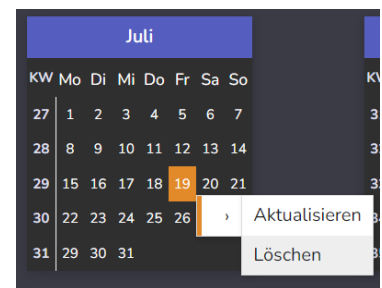 Juli
KW Mo Di Mi Do Fr Sa So
27 1 2 3 4 5 6 7
28 8 9 10 11 12 13 14
29 15 16 17 18 19 20 21
30 22 23 24 25 26 › Aktualisieren
31 29 30 31 Löschen